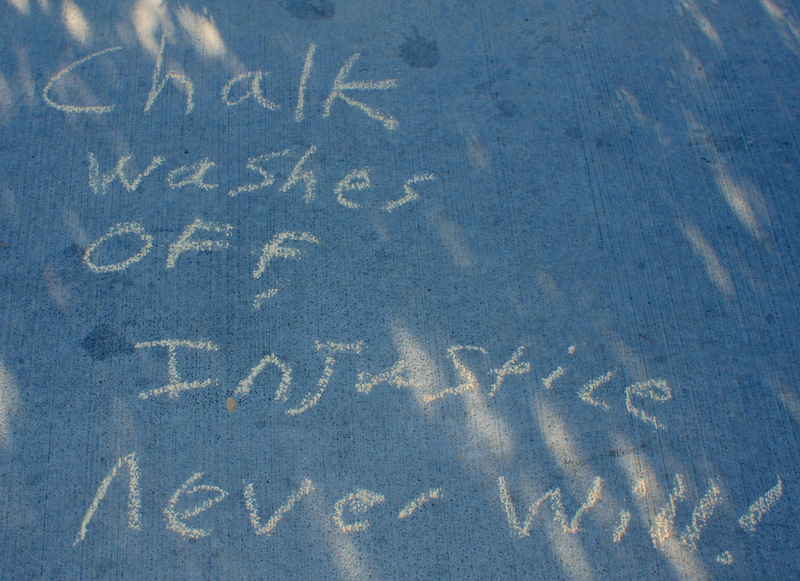 Chalk
washes
OFF,
InJustice
Never Will!